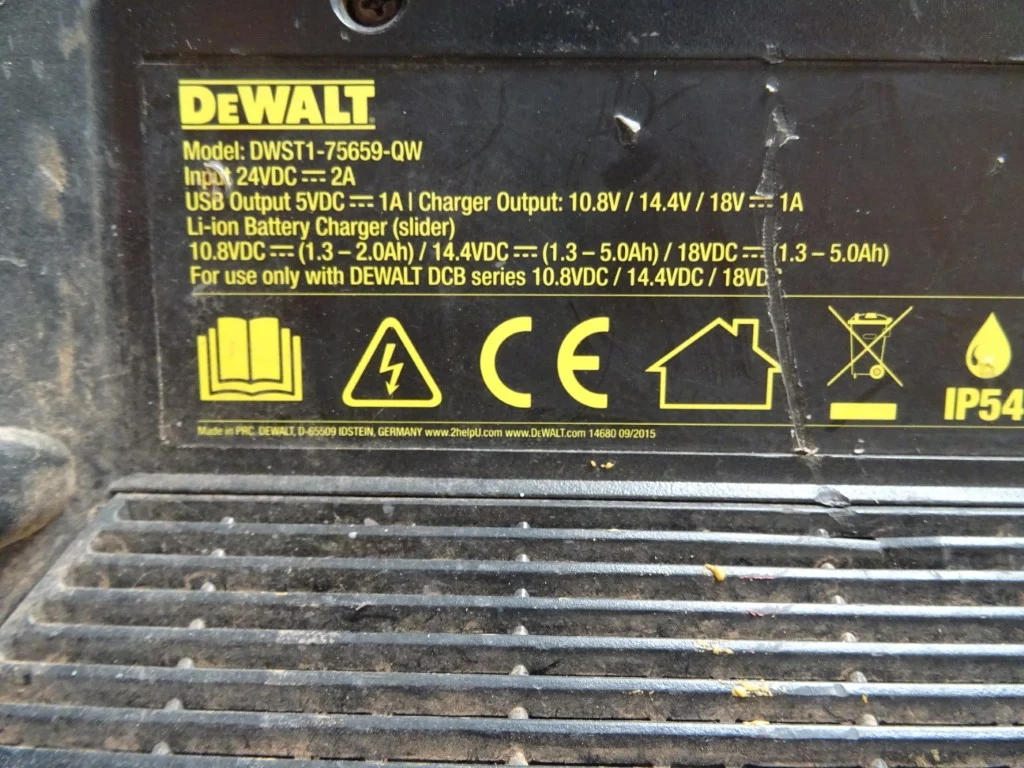 DEWALT
Model: DWST1-75659-QW
Input 24VDC ⎓ 2A
USB Output 5VDC ⎓ 1A | Charger Output: 10.8V / 14.4V / 18V ⎓ 1A
Li-ion Battery Charger (slider)
10.8VDC ⎓ (1.3 – 2.0Ah) / 14.4VDC ⎓ (1.3 – 5.0Ah) / 18VDC ⎓ (1.3 – 5.0Ah)
For use only with DEWALT DCB series 10.8VDC / 14.4VDC / 18VDC
CE
IP54
Made in PRC. DEWALT, D-65509 IDSTEIN, GERMANY www.2helpU.com www.DEWALT.com 14680 09/2015